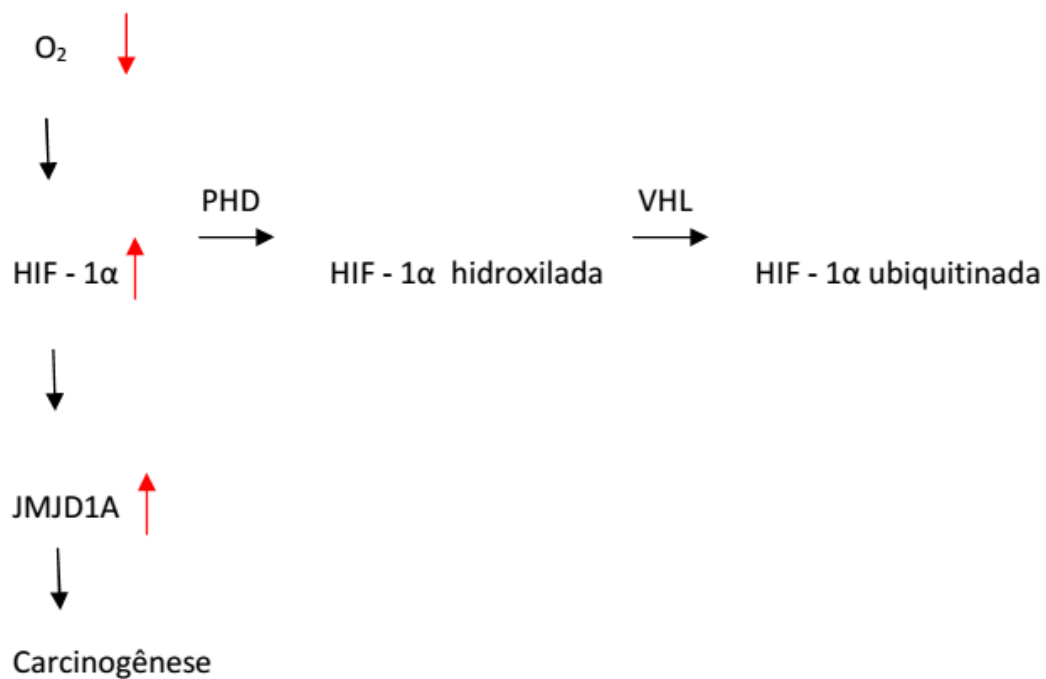 O₂
PHD
VHL
HIF - 1α
HIF - 1α hidroxilada
HIF - 1α ubiquitinada
JMJD1A
Carcinogênese